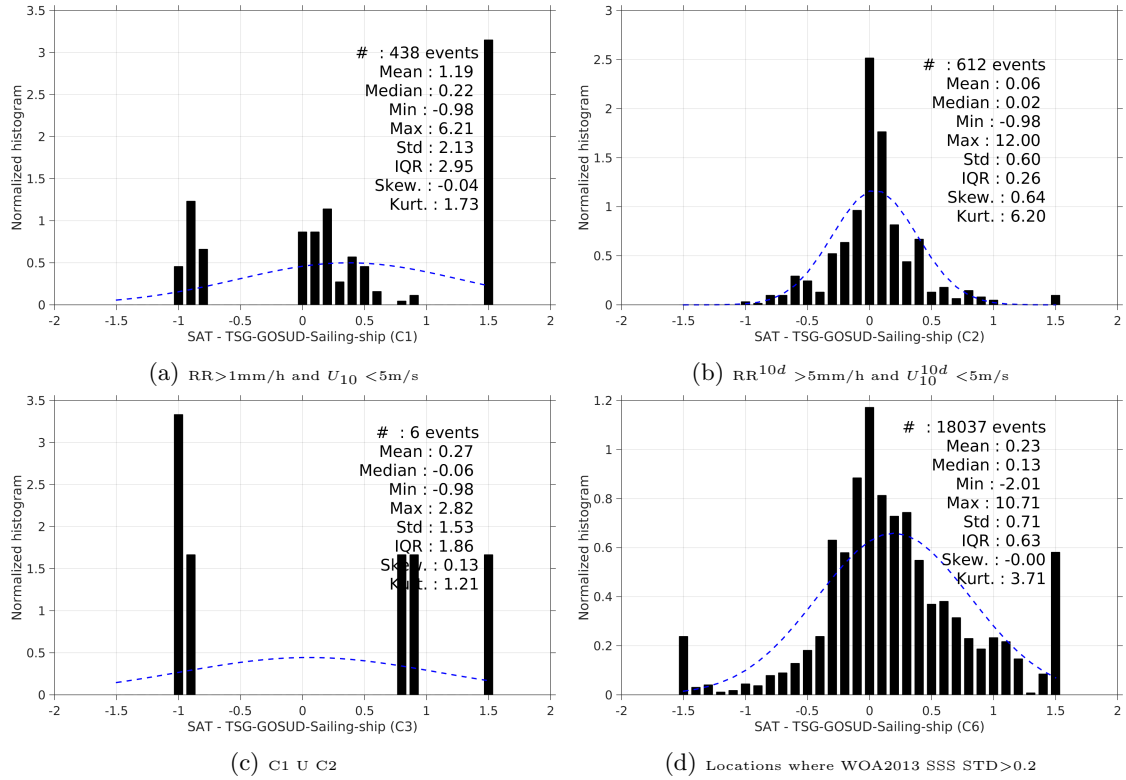 3.5
3
2.5
2
1.5
1
0.5
0
-2 -1.5 -1 -0.5 0 0.5 1 1.5 2
Normalized histogram
SAT - TSG-GOSUD-Sailing-ship (C1)
# : 438 events
Mean : 1.19
Median : 0.22
Min : -0.98
Max : 6.21
Std : 2.13
IQR : 2.95
Skew. : -0.04
Kurt. : 1.73
(a) RR>1mm/h and U10 <5m/s
3
2.5
2
1.5
1
0.5
0
-2 -1.5 -1 -0.5 0 0.5 1 1.5 2
Normalized histogram
SAT - TSG-GOSUD-Sailing-ship (C2)
# : 612 events
Mean : 0.06
Median : 0.02
Min : -0.98
Max : 12.00
Std : 0.60
IQR : 0.26
Skew. : 0.64
Kurt. : 6.20
(b) RR10d >5mm/h and U10d10 <5m/s
3.5
3
2.5
2
1.5
1
0.5
0
-2 -1.5 -1 -0.5 0 0.5 1 1.5 2
Normalized histogram
SAT - TSG-GOSUD-Sailing-ship (C3)
# : 6 events
Mean : 0.27
Median : -0.06
Min : -0.98
Max : 2.82
Std : 1.53
IQR : 1.86
Skew. : 0.13
Kurt. : 1.21
(c) C1 U C2
1.2
1
0.8
0.6
0.4
0.2
0
-2 -1.5 -1 -0.5 0 0.5 1 1.5 2
Normalized histogram
SAT - TSG-GOSUD-Sailing-ship (C6)
# : 18037 events
Mean : 0.23
Median : 0.13
Min : -2.01
Max : 10.71
Std : 0.71
IQR : 0.63
Skew. : -0.00
Kurt. : 3.71
(d) Locations where WOA2013 SSS STD>0.2